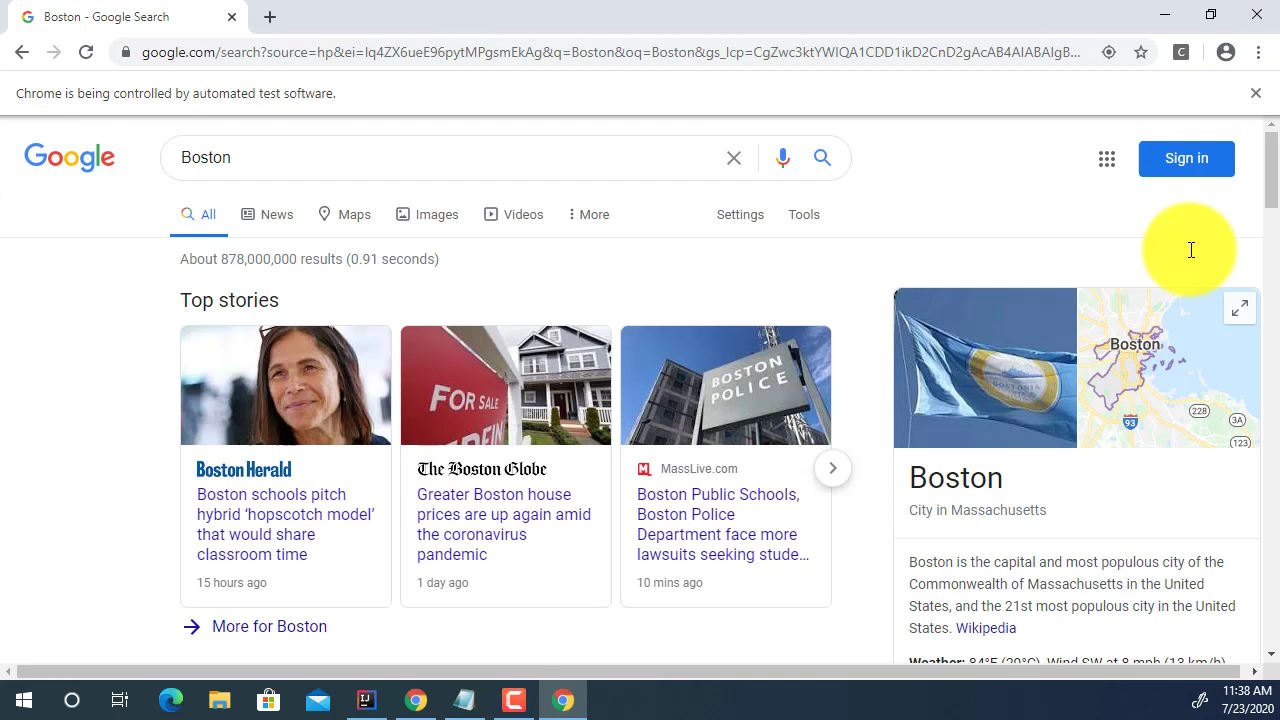 Boston - Google Search
google.com/search?source=hp&ei=Iq4ZX6ueE96pytMPgsmEkAg&q=Boston&oq=Boston&gs_lcp=CgZwc3ktYWIQA1CDD1ikD2CnD2gAcAB4AIABAIgB...
Chrome is being controlled by automated test software.
Google
Boston
Sign in
All
News
Maps
Images
Videos
More
Settings
Tools
About 878,000,000 results (0.91 seconds)
Top stories
FOR SALE
BOSTON
POLICE
BOSTONIA
Boston
93
228
3A
123
Boston Herald
Boston schools pitch
hybrid ‘hopscotch model’
that would share
classroom time
15 hours ago
The Boston Globe
Greater Boston house
prices are up again amid
the coronavirus
pandemic
1 day ago
MassLive.com
Boston Public Schools,
Boston Police
Department face more
lawsuits seeking stude...
10 mins ago
More for Boston
Boston
City in Massachusetts
Boston is the capital and most populous city of the
Commonwealth of Massachusetts in the United
States, and the 21st most populous city in the United
States. Wikipedia
Weather: 84°F (29°C), Wind SW at 8 mph (13 km/h),
11:38 AM
7/23/2020